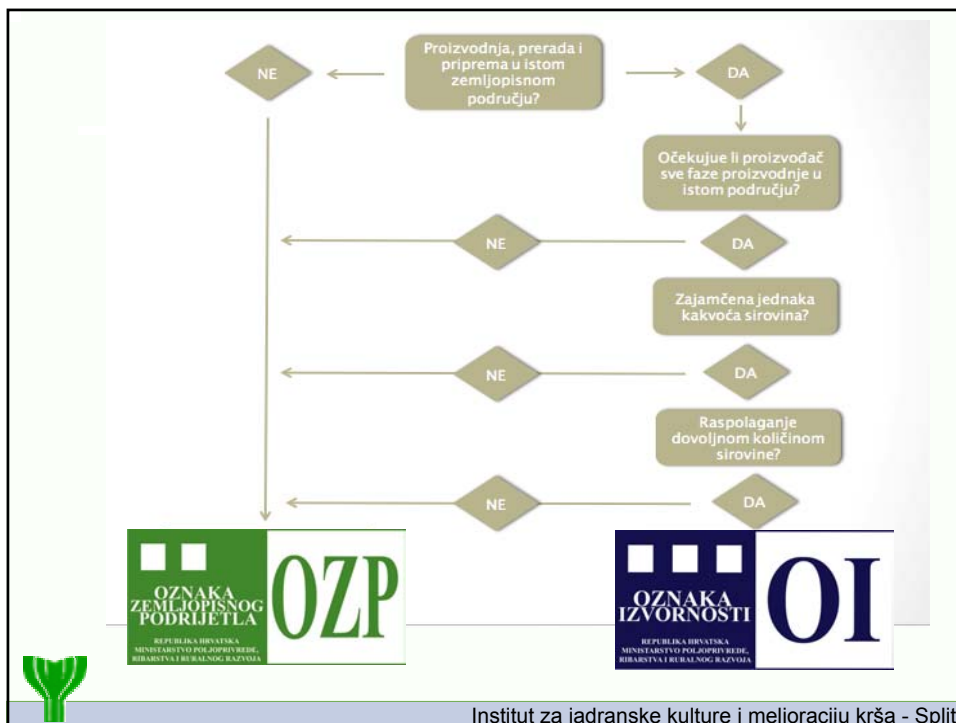 NE
Proizvodnja, prerada i
priprema u istom
zemljopisnom
području?
DA
Očekujue li proizvođač
sve faze proizvodnje u
istom području?
NE
DA
Zajamčena jednaka
kakvoća sirovina?
NE
DA
Raspolaganje
dovoljnom količinom
sirovine?
NE
DA
OZNAKA
ZEMLJOPISNOG
PODRIJETLA
REPUBLIKA HRVATSKA
MINISTARSTVO POLJOPRIVREDE,
RIBARSTVA I RURALNOG RAZVOJA
OZP
OZNAKA
IZVORNOSTI
REPUBLIKA HRVATSKA
MINISTARSTVO POLJOPRIVREDE,
RIBARSTVA I RURALNOG RAZVOJA
OI
Institut za jadranske kulture i melioraciju krša - Split